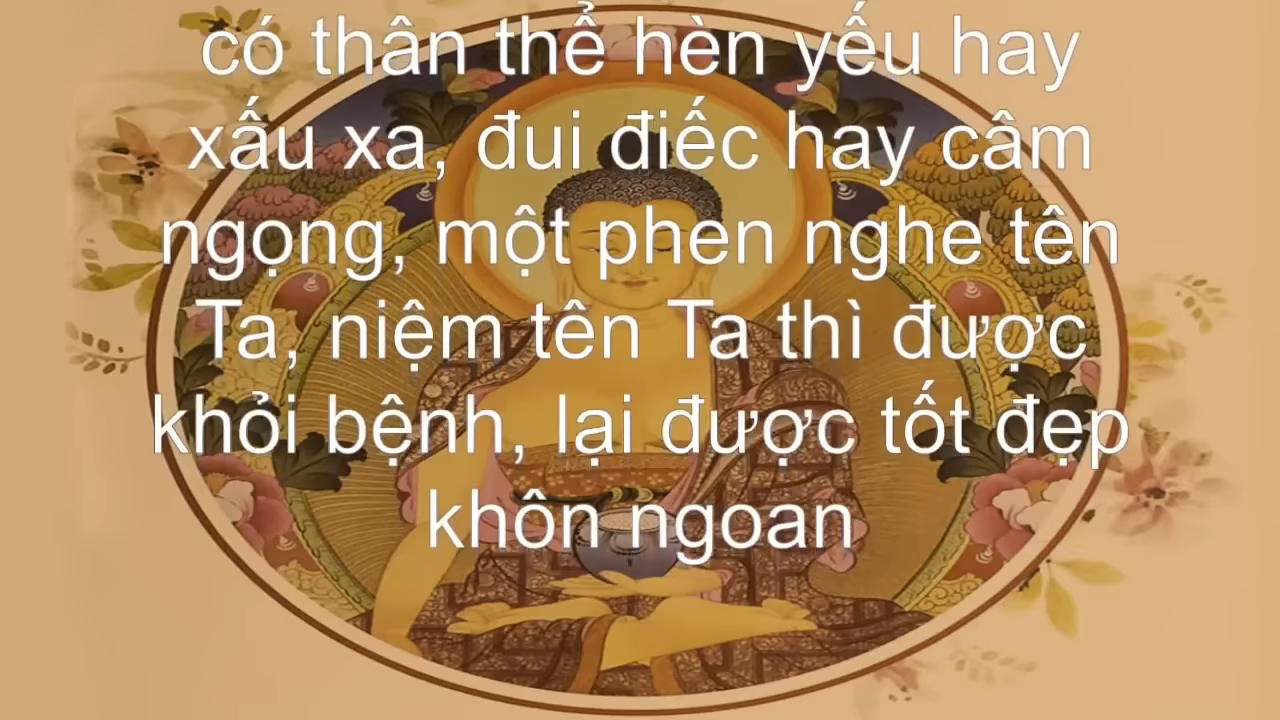 có thân thể hèn yếu hay
xấu xa, đui điếc hay câm
ngọng, một phen nghe tên
Ta, niệm tên Ta thì được
khỏi bệnh, lại được tốt đẹp
khôn ngoan